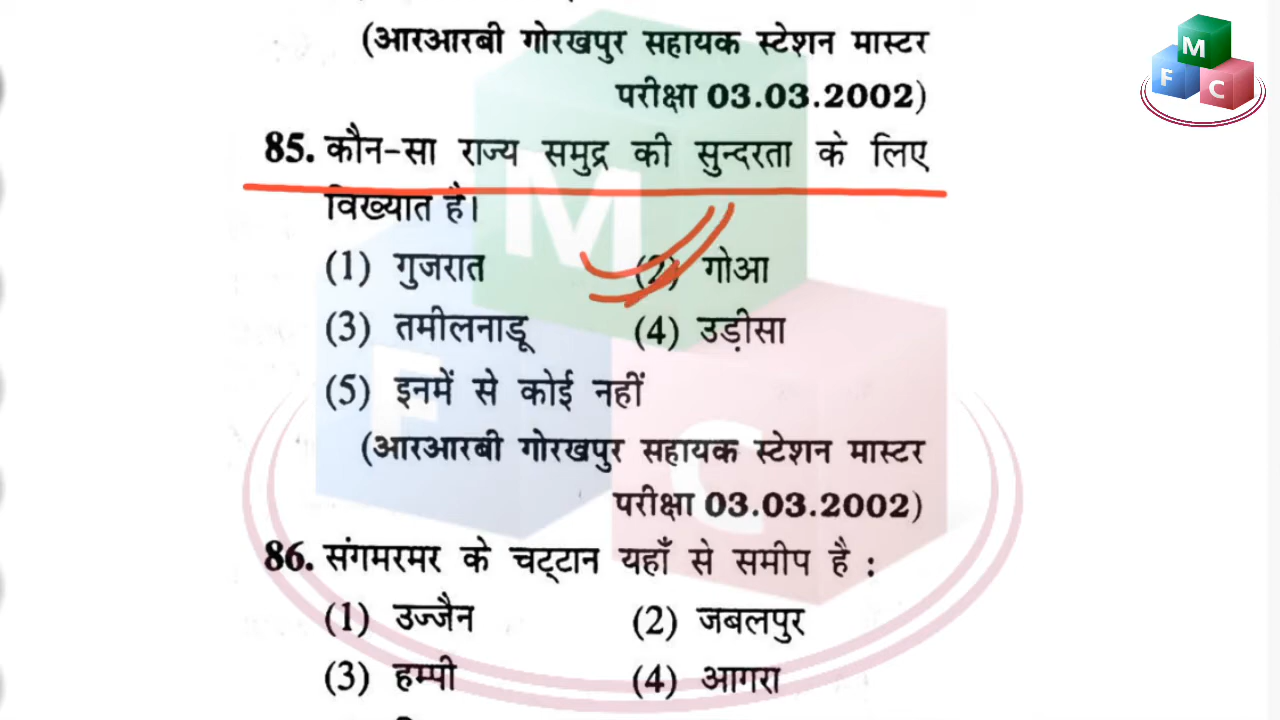 (आरआरबी गोरखपुर सहायक स्टेशन मास्टर
परीक्षा 03.03.2002)
85. कौन-सा राज्य समुद्र की सुन्दरता के लिए
विख्यात है।
(1) गुजरात (2) गोआ
(3) तमीलनाडू (4) उड़ीसा
(5) इनमें से कोई नहीं
(आरआरबी गोरखपुर सहायक स्टेशन मास्टर
परीक्षा 03.03.2002)
86. संगमरमर के चट्टान यहाँ से समीप है :
(1) उज्जैन (2) जबलपुर
(3) हम्पी (4) आगरा
M
F C
M
F C